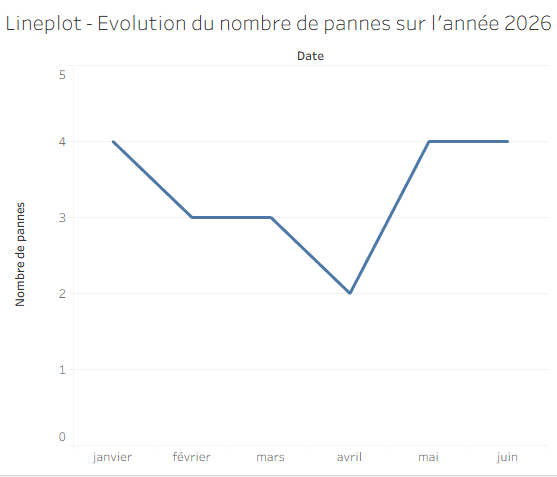 Lineplot - Evolution du nombre de pannes sur l'année 2026
Date
5
4
3
2
1
0
Nombre de pannes
janvier février mars avril mai juin